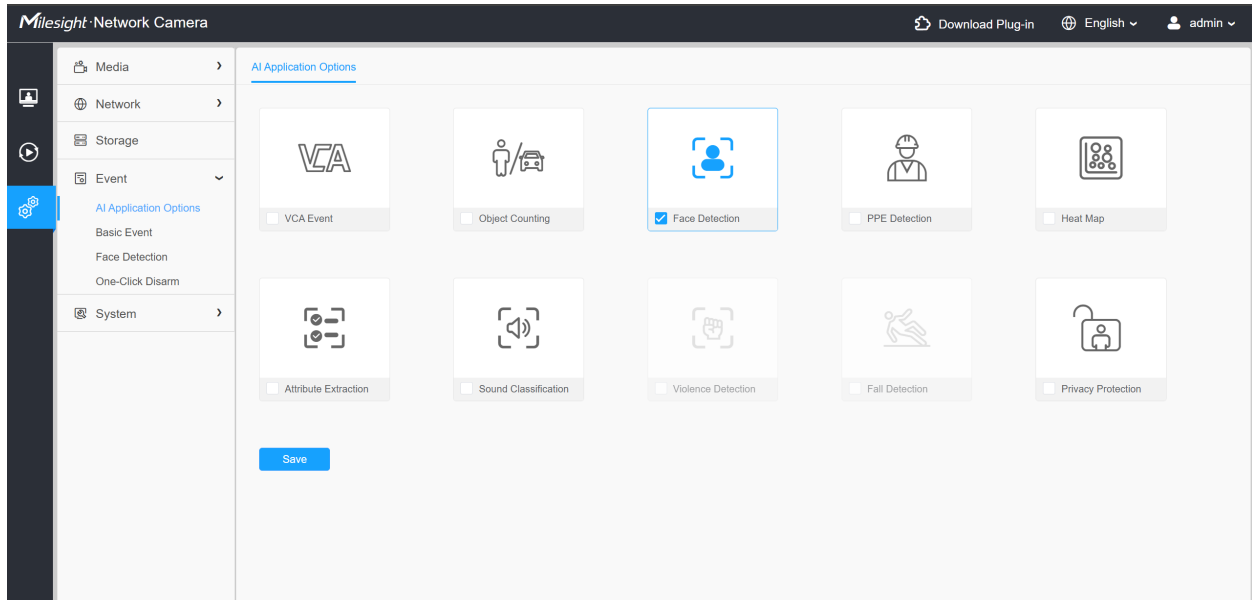 Milesight·Network Camera
Download Plug-in
English
admin
Media
Network
Storage
Event
AI Application Options
Basic Event
Face Detection
One-Click Disarm
System
AI Application Options
VCA
VCA Event
Object Counting
Face Detection
PPE Detection
Heat Map
Attribute Extraction
Sound Classification
Violence Detection
Fall Detection
Privacy Protection
Save